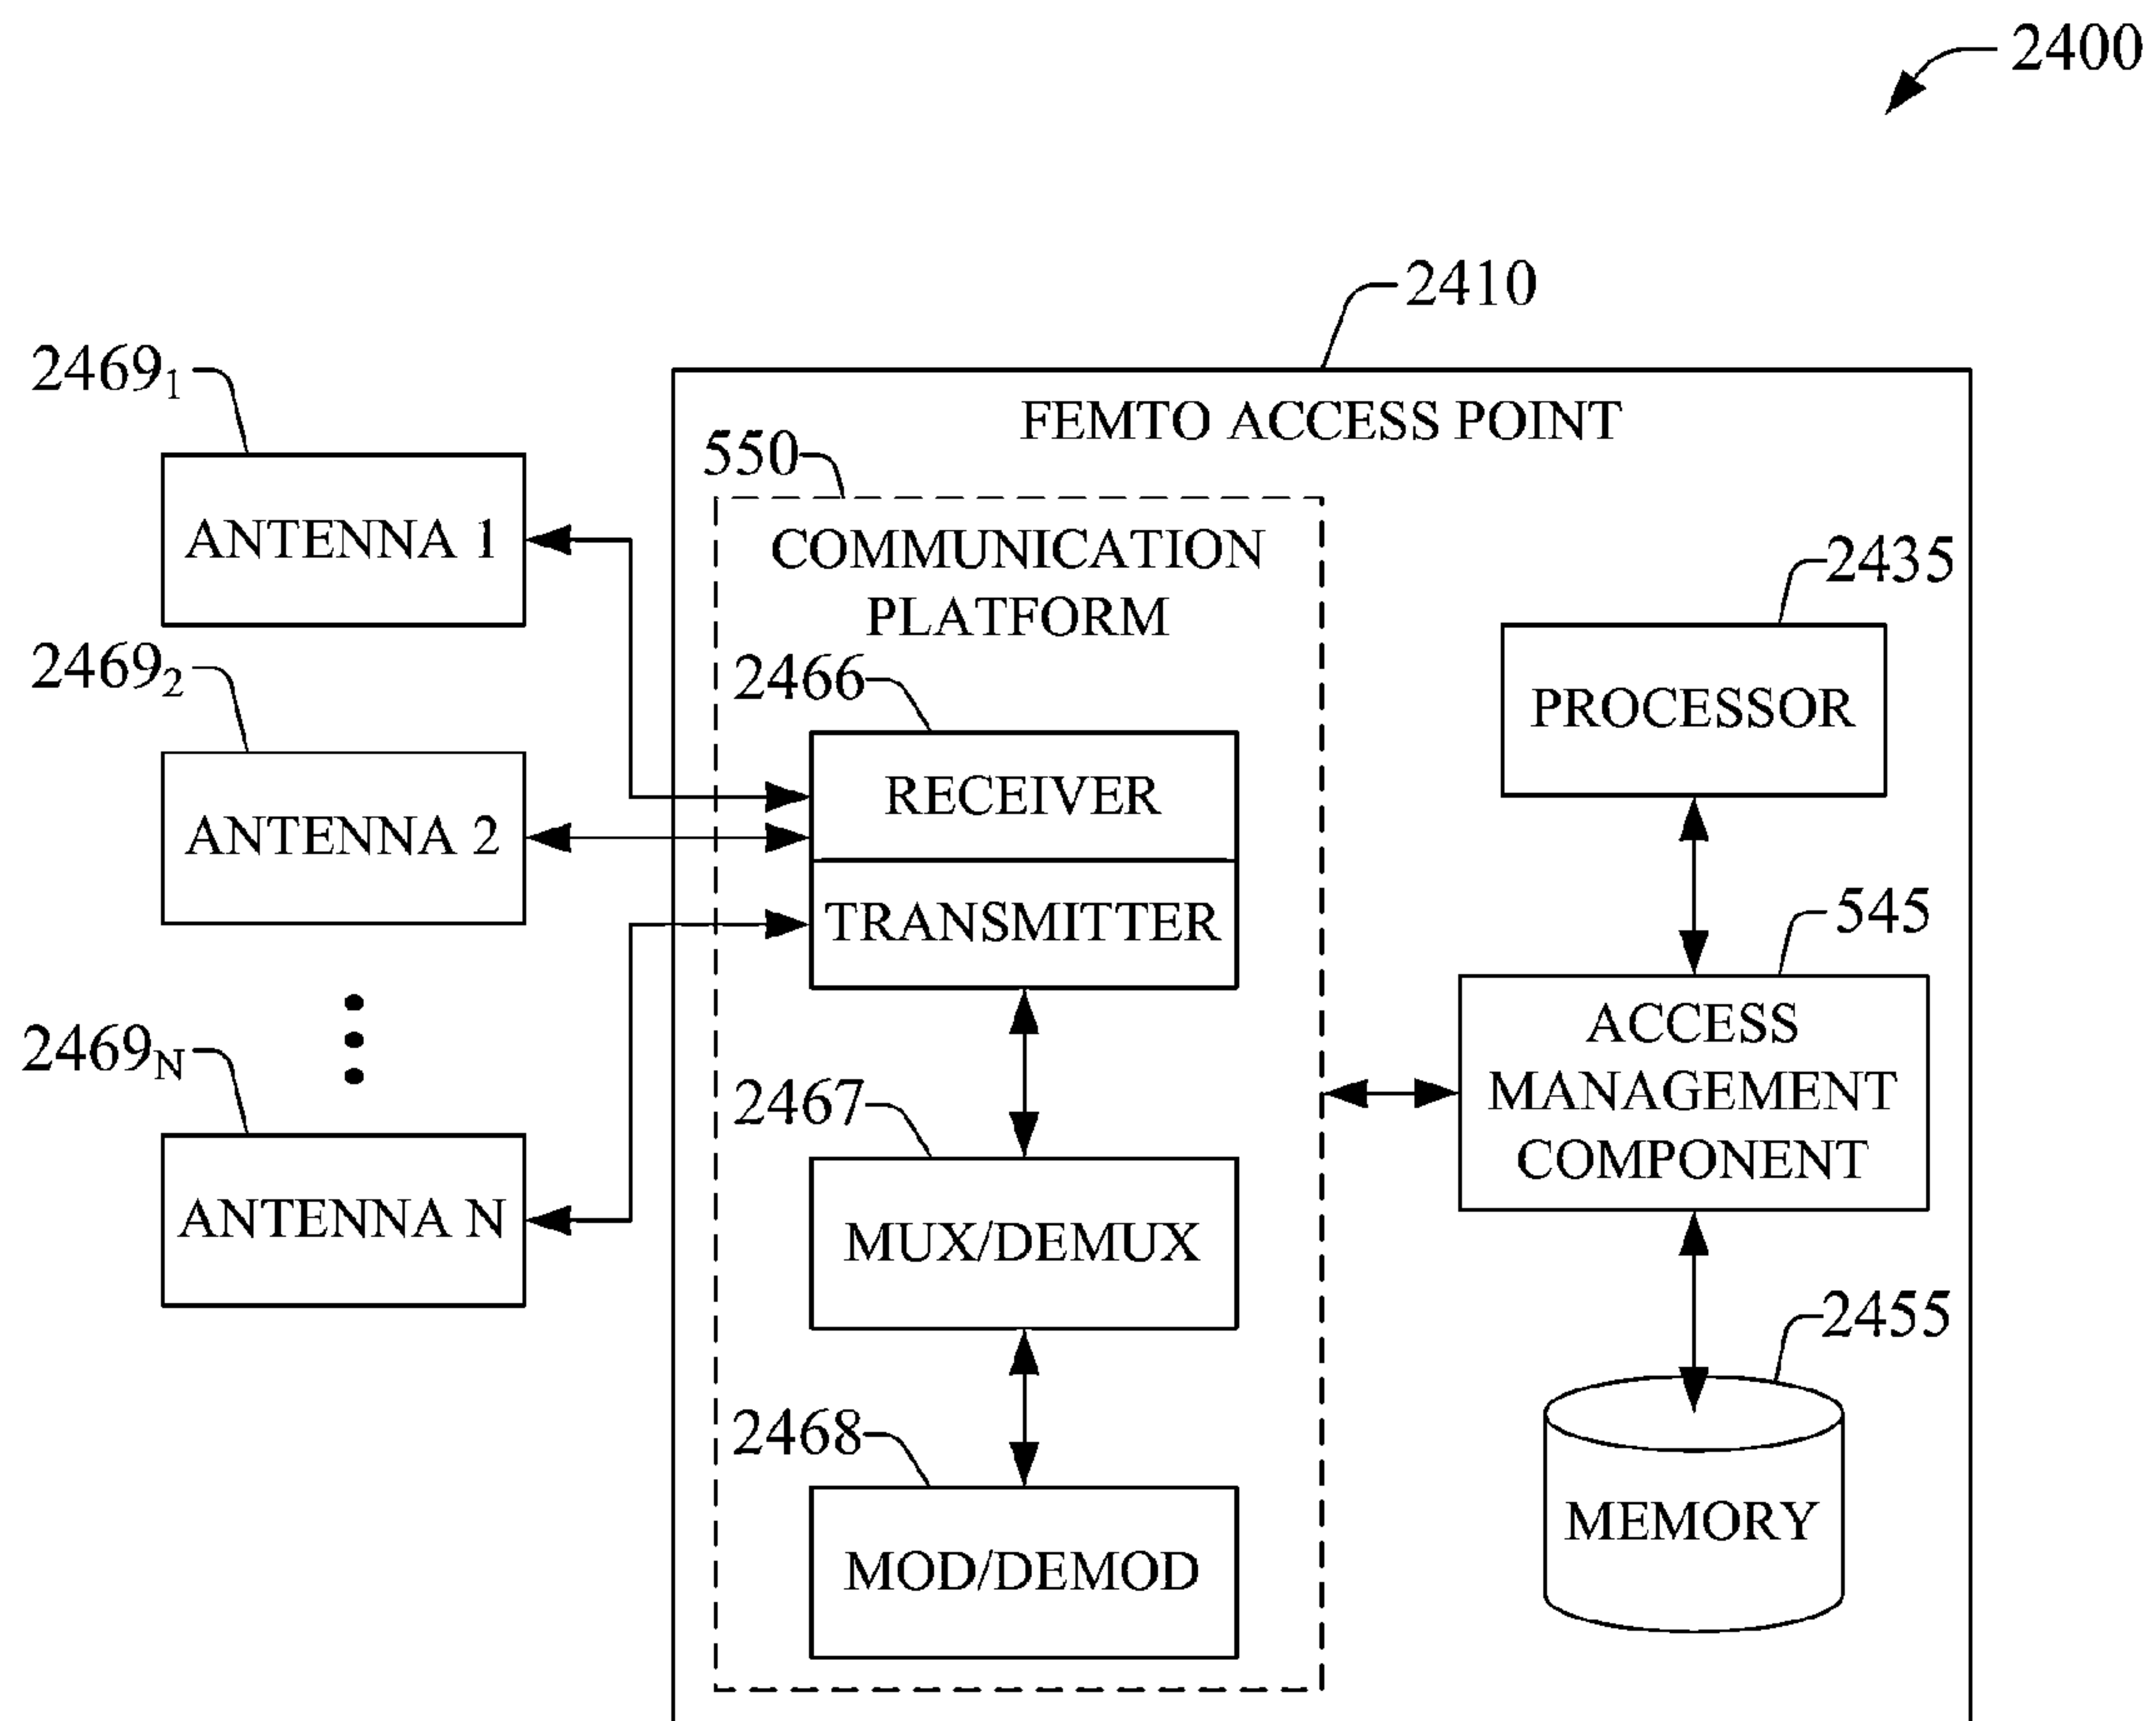 2400
2410
2469₁
FEMTO ACCESS POINT
550
ANTENNA 1
COMMUNICATION
PLATFORM
2435
2469₂
2466
PROCESSOR
RECEIVER
ANTENNA 2
TRANSMITTER
545
ACCESS
MANAGEMENT
COMPONENT
2469N
2467
ANTENNA N
MUX/DEMUX
2455
2468
MEMORY
MOD/DEMOD